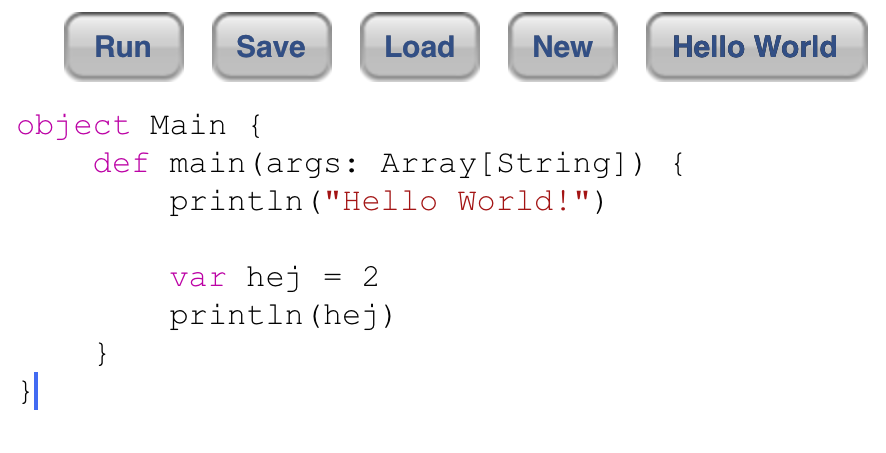 Run Save Load New Hello World
object Main {
    def main(args: Array[String]) {
        println("Hello World!")

        var hej = 2
        println(hej)
    }
}